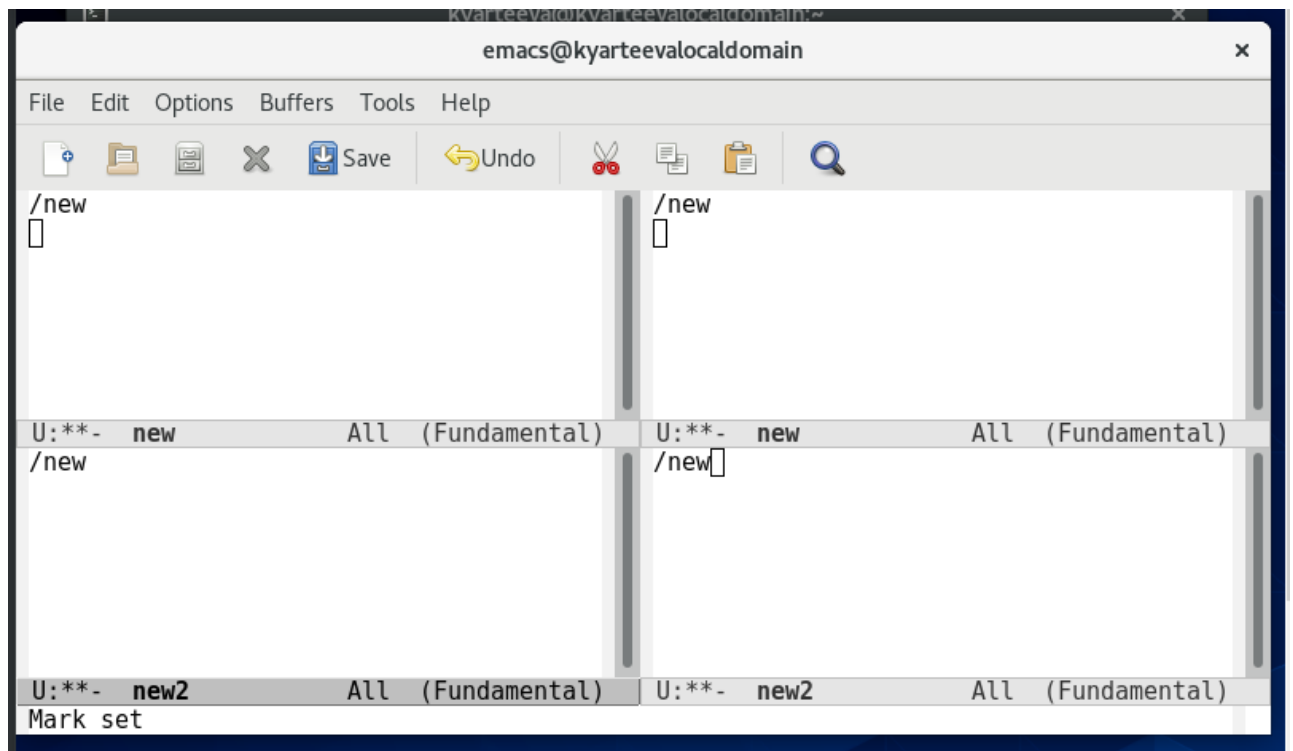 kyarteeva@kyarteevalocaldomain:~
emacs@kyarteevalocaldomain
File Edit Options Buffers Tools Help
Save Undo
/new
/new
U:**- new All (Fundamental)
U:**- new All (Fundamental)
/new
/new
U:**- new2 All (Fundamental)
U:**- new2 All (Fundamental)
Mark set